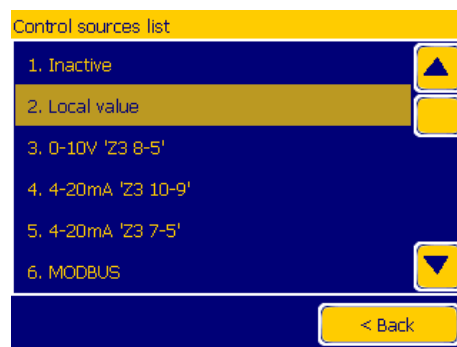 Control sources list
1. Inactive
2. Local value
3. 0-10V 'Z3 8-5'
4. 4-20mA 'Z3 10-9'
5. 4-20mA 'Z3 7-5'
6. MODBUS
< Back